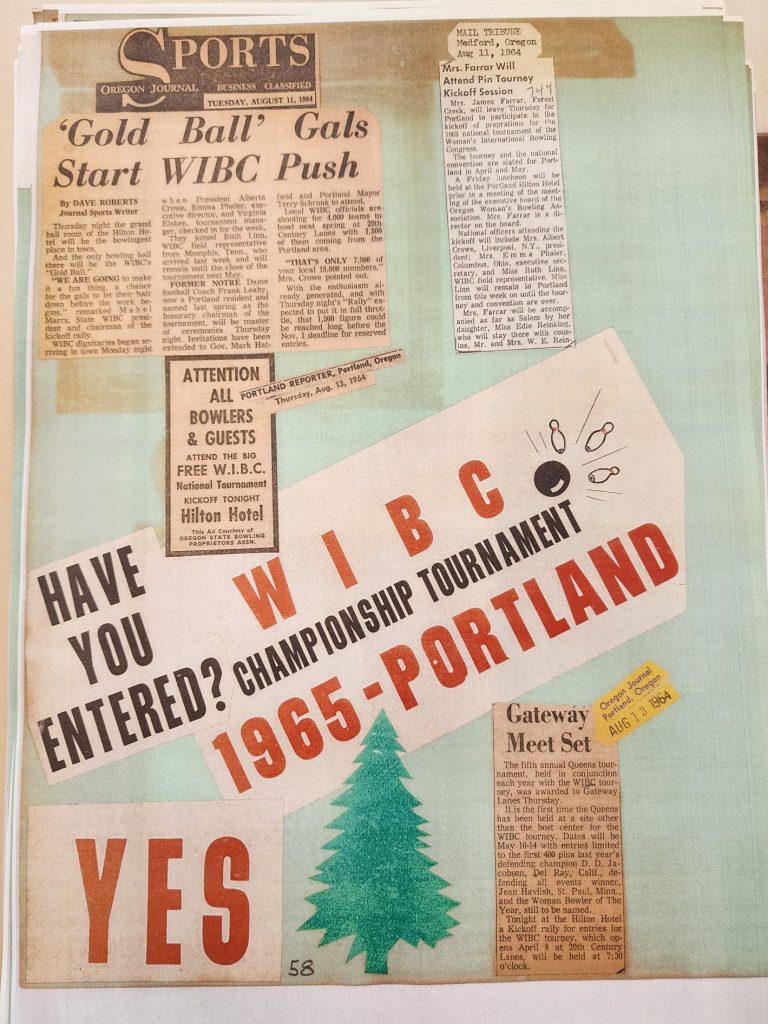 SPORTS
OREGON JOURNAL BUSINESS CLASSIFIED
TUESDAY, AUGUST 11, 1964
'Gold Ball' Gals
Start WIBC Push
By DAVE ROBERTS
Journal Sports Writer
Thursday night the grand
ball room of the Hilton Ho-
tel will be the bowlingest
place in town.
And the only bowling ball
there will be the WIBC's
"Gold Ball."
"WE ARE GOING to make
it a fun thing, a chance
for the gals to let their hair
down before the work be-
gins," remarked Mabel
Marrs, State WIBC presi-
dent and chairman of the
kickoff rally.
WIBC dignitaries began ar-
riving in town Monday night
when President Alberta
Crowe, Emma Phaler, exe-
cutive director, and Virginia
Elsken, tournament mana-
ger, checked in for the week.
They joined Ruth Linn,
WIBC field representative
from Memphis, Tenn., who
arrived last week and will
remain until the close of the
tournament next May.
FORMER NOTRE Dame
football Coach Frank Leahy,
now a Portland resident and
named last spring as the
honorary chairman of the
tournament, will be master
of ceremonies Thursday
night. Invitations have been
extended to Gov. Mark Hat-
field and Portland Mayor
Terry Schrunk to attend.
Local WIBC officials are
shooting for 4,000 teams to
bowl next spring at 20th
Century Lanes with 1,500
of them coming from the
Portland area.
"THAT'S ONLY 7,500 of
your local 18,000 members,"
Mrs. Crowe pointed out.
With the enthusiasm al-
ready generated, and with
Thursday night's "Rally" ex-
pected to put it in full throt-
tle, that 1,500 figure could
be reached long before the
Nov. 1 deadline for reserved
entries.
MAIL TRIBUNE
Medford, Oregon
Aug 11, 1964
Mrs. Farrar Will
Attend Pin Tourney
Kickoff Session 744
Mrs. James Farrar, Forest
Creek, will leave Thursday for
Portland to participate in the
kickoff of preprations for the
1965 national tournament of the
Woman's International Bowling
Congress.
The tourney and the national
convention are slated for Port-
land in April and May.
A Friday luncheon will be
held at the Portland Hilton Hotel
prior to a meeting of the meet-
ing of the executive board of the
Oregon Woman's Bowling As-
sociation. Mrs. Farrar is a di-
rector on the board.
National officers attending the
kickoff will include Mrs. Albert
Crowe, Liverpool, N.Y., presi-
dent; Mrs. Emma Phaler,
Columbus, Ohio, executive sec-
retary, and Miss Ruth Linn,
WIBC field representative. Miss
Linn will remain in Portland
from this week on until the tour-
ney and convention are over.
Mrs. Farrar will be accomp-
anied as far as Salem by her
daughter, Miss Edie Reinking,
who will stay there with cous-
ins, Mr. and Mrs. W. E. Rein-
PORTLAND REPORTER, Portland, Oregon
Thursday, Aug. 13, 1964
ATTENTION
ALL
BOWLERS
& GUESTS
ATTEND THE BIG
FREE W.I.B.C.
National Tournament
KICKOFF TONIGHT
Hilton Hotel
This Ad Courtesy of
OREGON STATE BOWLING
PROPRIETORS ASSN.
HAVE
YOU
ENTERED?
WIBC
CHAMPIONSHIP TOURNAMENT
1965-PORTLAND
YES
58
Oregon Journal
Portland, Oregon
AUG 13 1964
Gateway
Meet Set
The fifth annual Queens tour-
nament, held in conjunction
each year with the WIBC tour-
ney, was awarded to Gateway
Lanes Thursday.
It is the first time the Queens
has been held at a site other
than the host center for the
WIBC tourney. Dates will be
May 10-14 with entries limited
to the first 400 plus last year's
defending champion D. D. Ja-
cobsen, Del Ray, Calif., de-
fending all events winner,
Jean Havlish, St. Paul, Minn.,
and the Woman Bowler of The
Year, still to be named.
Tonight at the Hilton Hotel
a Kickoff rally for entries for
the WIBC tourney, which op-
ens April 8 at 20th Century
Lanes, will be held at 7:30
o'clock.